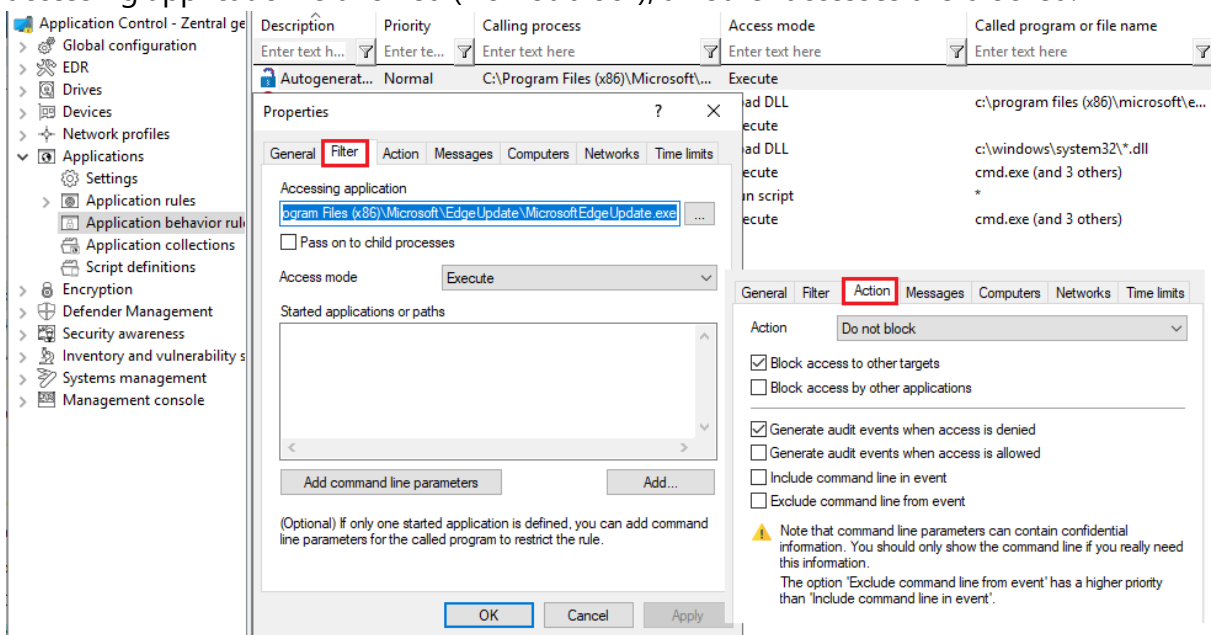 Application Control - Zentral ge
Global configuration
EDR
Drives
Devices
Network profiles
Applications
Settings
Application rules
Application behavior rul
Application collections
Script definitions
Encryption
Defender Management
Security awareness
Inventory and vulnerability s
Systems management
Management console
Description Priority Calling process Access mode Called program or file name
Enter text h... Enter te... Enter text here Enter text here Enter text here
Autogenerat... Normal C:\Program Files (x86)\Microsoft\... Execute
ad DLL c:\program files (x86)\microsoft\e...
ecute
ad DLL c:\windows\system32\*.dll
ecute cmd.exe (and 3 others)
un script *
ecute cmd.exe (and 3 others)
Properties ? ×
General Filter Action Messages Computers Networks Time limits
Accessing application
ogram Files (x86)\Microsoft\EdgeUpdate\MicrosoftEdgeUpdate.exe ...
Pass on to child processes
Access mode Execute
Started applications or paths
Add command line parameters Add...
(Optional) If only one started application is defined, you can add command
line parameters for the called program to restrict the rule.
OK Cancel Apply
General Filter Action Messages Computers Networks Time limits
Action Do not block
Block access to other targets
Block access by other applications
Generate audit events when access is denied
Generate audit events when access is allowed
Include command line in event
Exclude command line from event
Note that command line parameters can contain confidential
information. You should only show the command line if you really need
this information.
The option 'Exclude command line from event' has a higher priority
than 'Include command line in event'.